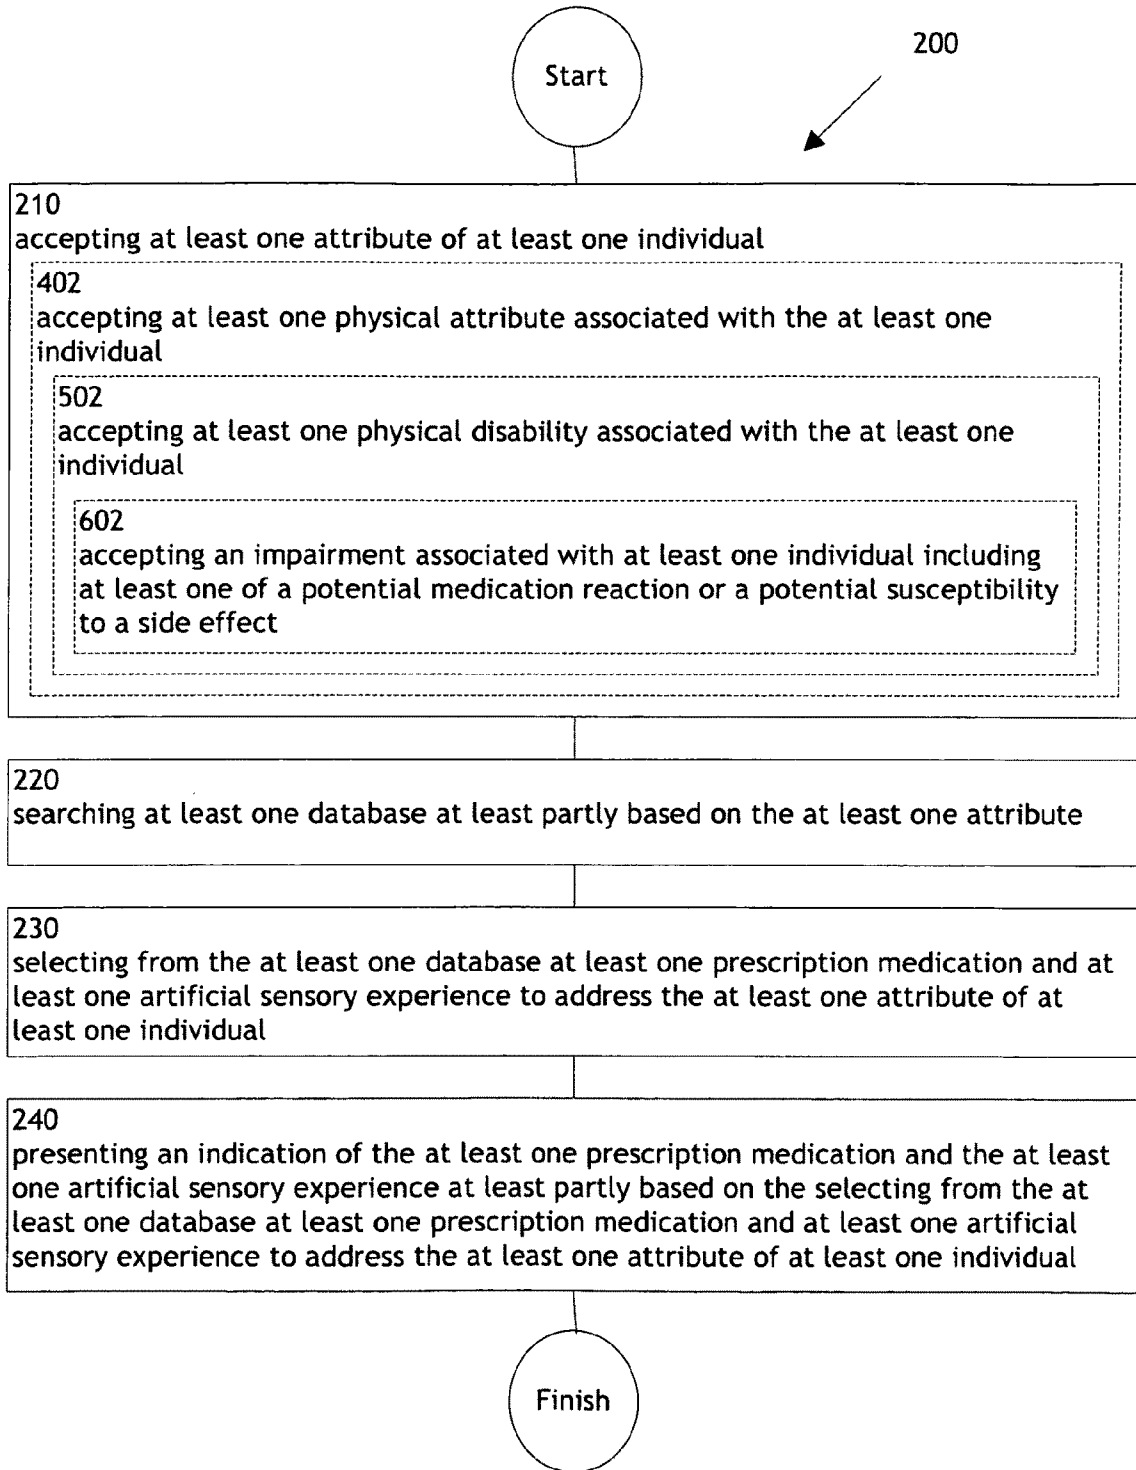 Start
200
210
accepting at least one attribute of at least one individual
402
accepting at least one physical attribute associated with the at least one
individual
502
accepting at least one physical disability associated with the at least one
individual
602
accepting an impairment associated with at least one individual including
at least one of a potential medication reaction or a potential susceptibility
to a side effect
220
searching at least one database at least partly based on the at least one attribute
230
selecting from the at least one database at least one prescription medication and at
least one artificial sensory experience to address the at least one attribute of at
least one individual
240
presenting an indication of the at least one prescription medication and the at least
one artificial sensory experience at least partly based on the selecting from the at
least one database at least one prescription medication and at least one artificial
sensory experience to address the at least one attribute of at least one individual
Finish